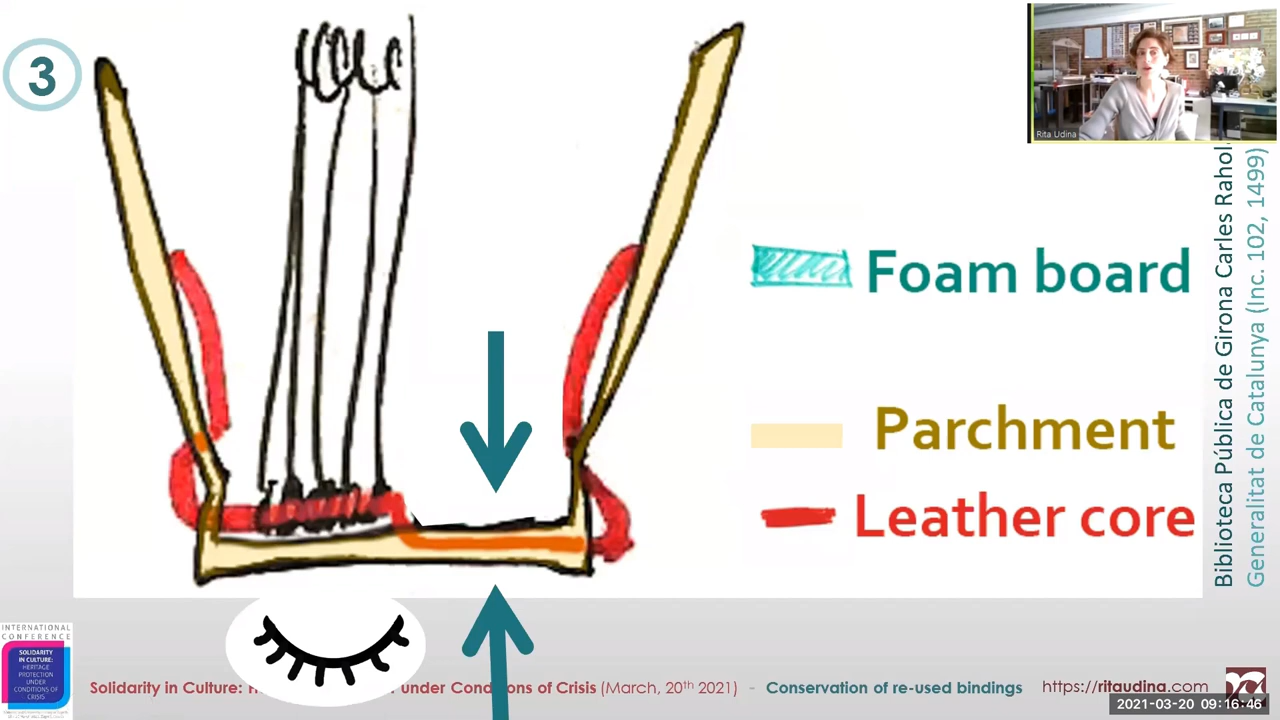 3
Rita Udina
Foam board
Parchment
Leather core
Biblioteca Pública de Girona Carles Rahol
Generalitat de Catalunya (Inc. 102, 1499)
INTERNATIONAL
CONFERENCE
SOLIDARITY
IN CULTURE:
HERITAGE
PROTECTION
UNDER
CONDITIONS OF
CRISIS
Solidarity in Culture: under Conditions of Crisis (March, 20th 2021 - Conservation of re-used bindings
https://ritaudina.com
2021-03-20 09:16:46